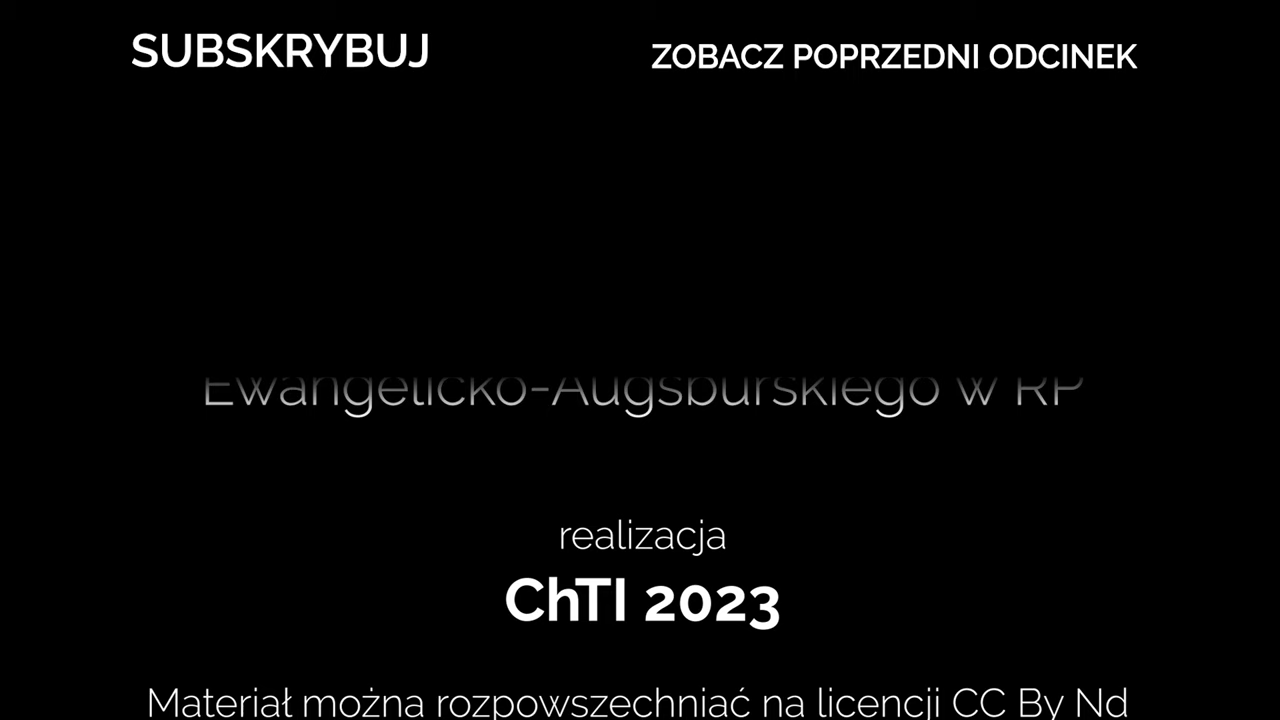 SUBSKRYBUJ
ZOBACZ POPRZEDNI ODCINEK
Ewangelicko-Augsburskiego w RP
realizacja
ChTI 2023
Materiał można rozpowszechniać na licencji CC By Nd